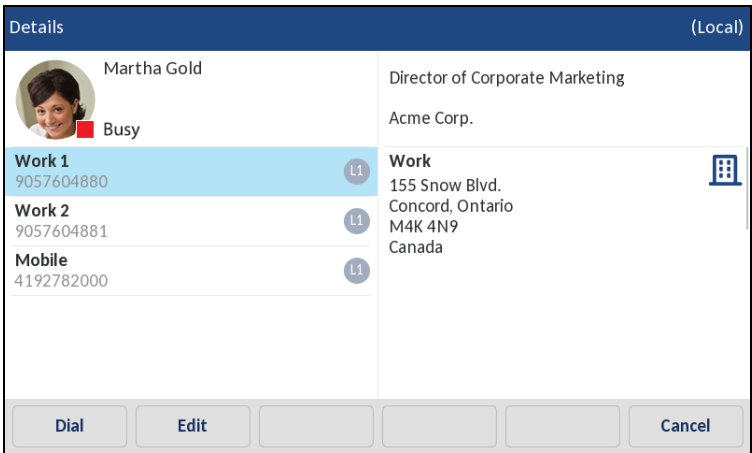 Details
(Local)
Martha Gold
Busy
Work 1
9057604880
L1
Work 2
9057604881
L1
Mobile
4192782000
L1
Director of Corporate Marketing
Acme Corp.
Work
155 Snow Blvd.
Concord, Ontario
M4K 4N9
Canada
Dial
Edit
Cancel